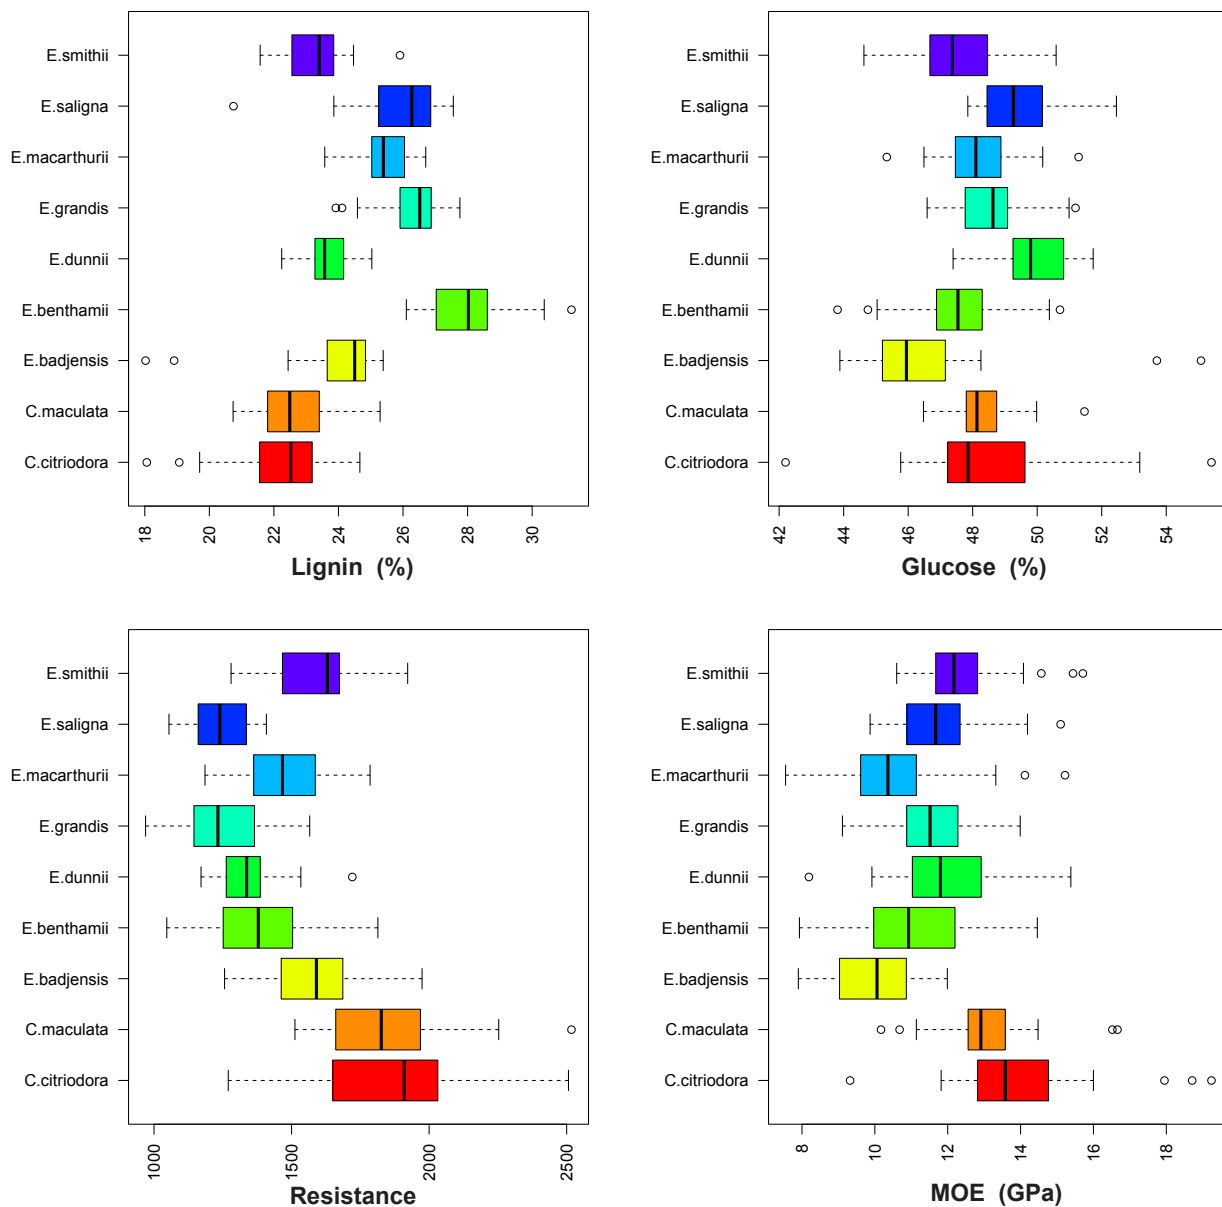 E.smithii
E.saligna
E.macarthurii
E.grandis
E.dunnii
E.benthamii
E.badjensis
C.maculata
C.citriodora
18 20 22 24 26 28 30
Lignin (%)
E.smithii
E.saligna
E.macarthurii
E.grandis
E.dunnii
E.benthamii
E.badjensis
C.maculata
C.citriodora
42 44 46 48 50 52 54
Glucose (%)
E.smithii
E.saligna
E.macarthurii
E.grandis
E.dunnii
E.benthamii
E.badjensis
C.maculata
C.citriodora
1000 1500 2000 2500
Resistance
E.smithii
E.saligna
E.macarthurii
E.grandis
E.dunnii
E.benthamii
E.badjensis
C.maculata
C.citriodora
8 10 12 14 16 18
MOE (GPa)